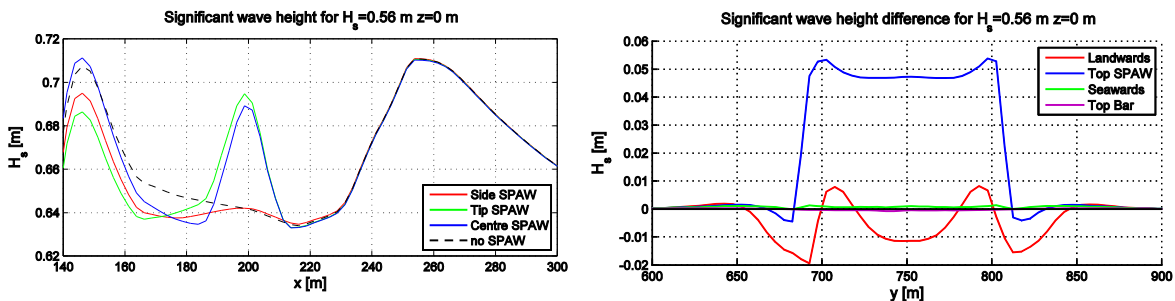 Significant wave height for Hs=0.56 m z=0 m
0.72
0.7
0.68
0.66
0.64
0.62
Hs [m]
140 160 180 200 220 240 260 280 300
x [m]
Side SPAW
Tip SPAW
Centre SPAW
no SPAW
Significant wave height difference for Hs=0.56 m z=0 m
0.06
0.05
0.04
0.03
0.02
0.01
0
-0.01
-0.02
Hs [m]
600 650 700 750 800 850 900
y [m]
Landwards
Top SPAW
Seawards
Top Bar